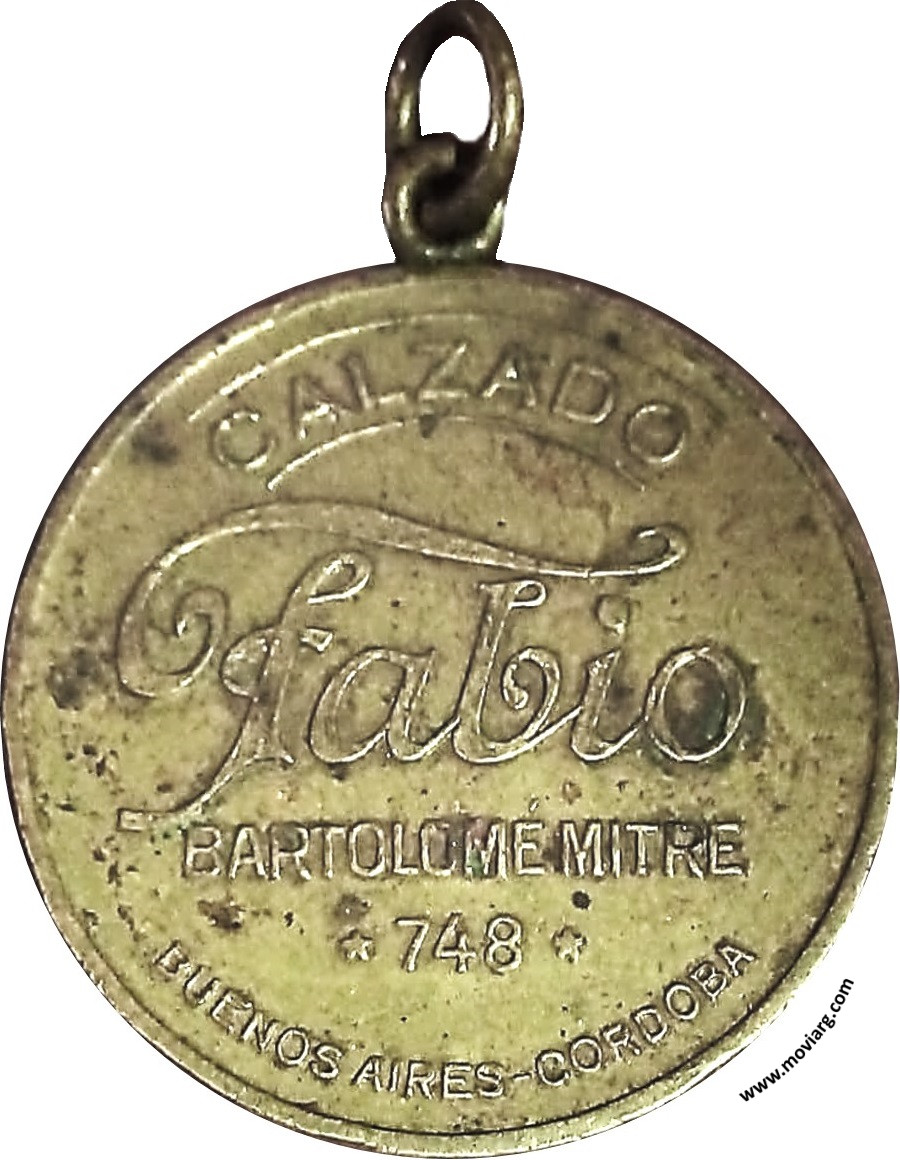 CALZADO
Fabio
BARTOLOMÉ MITRE
* 748 *
BUENOS AIRES-CORDOBA
www.moviarg.com